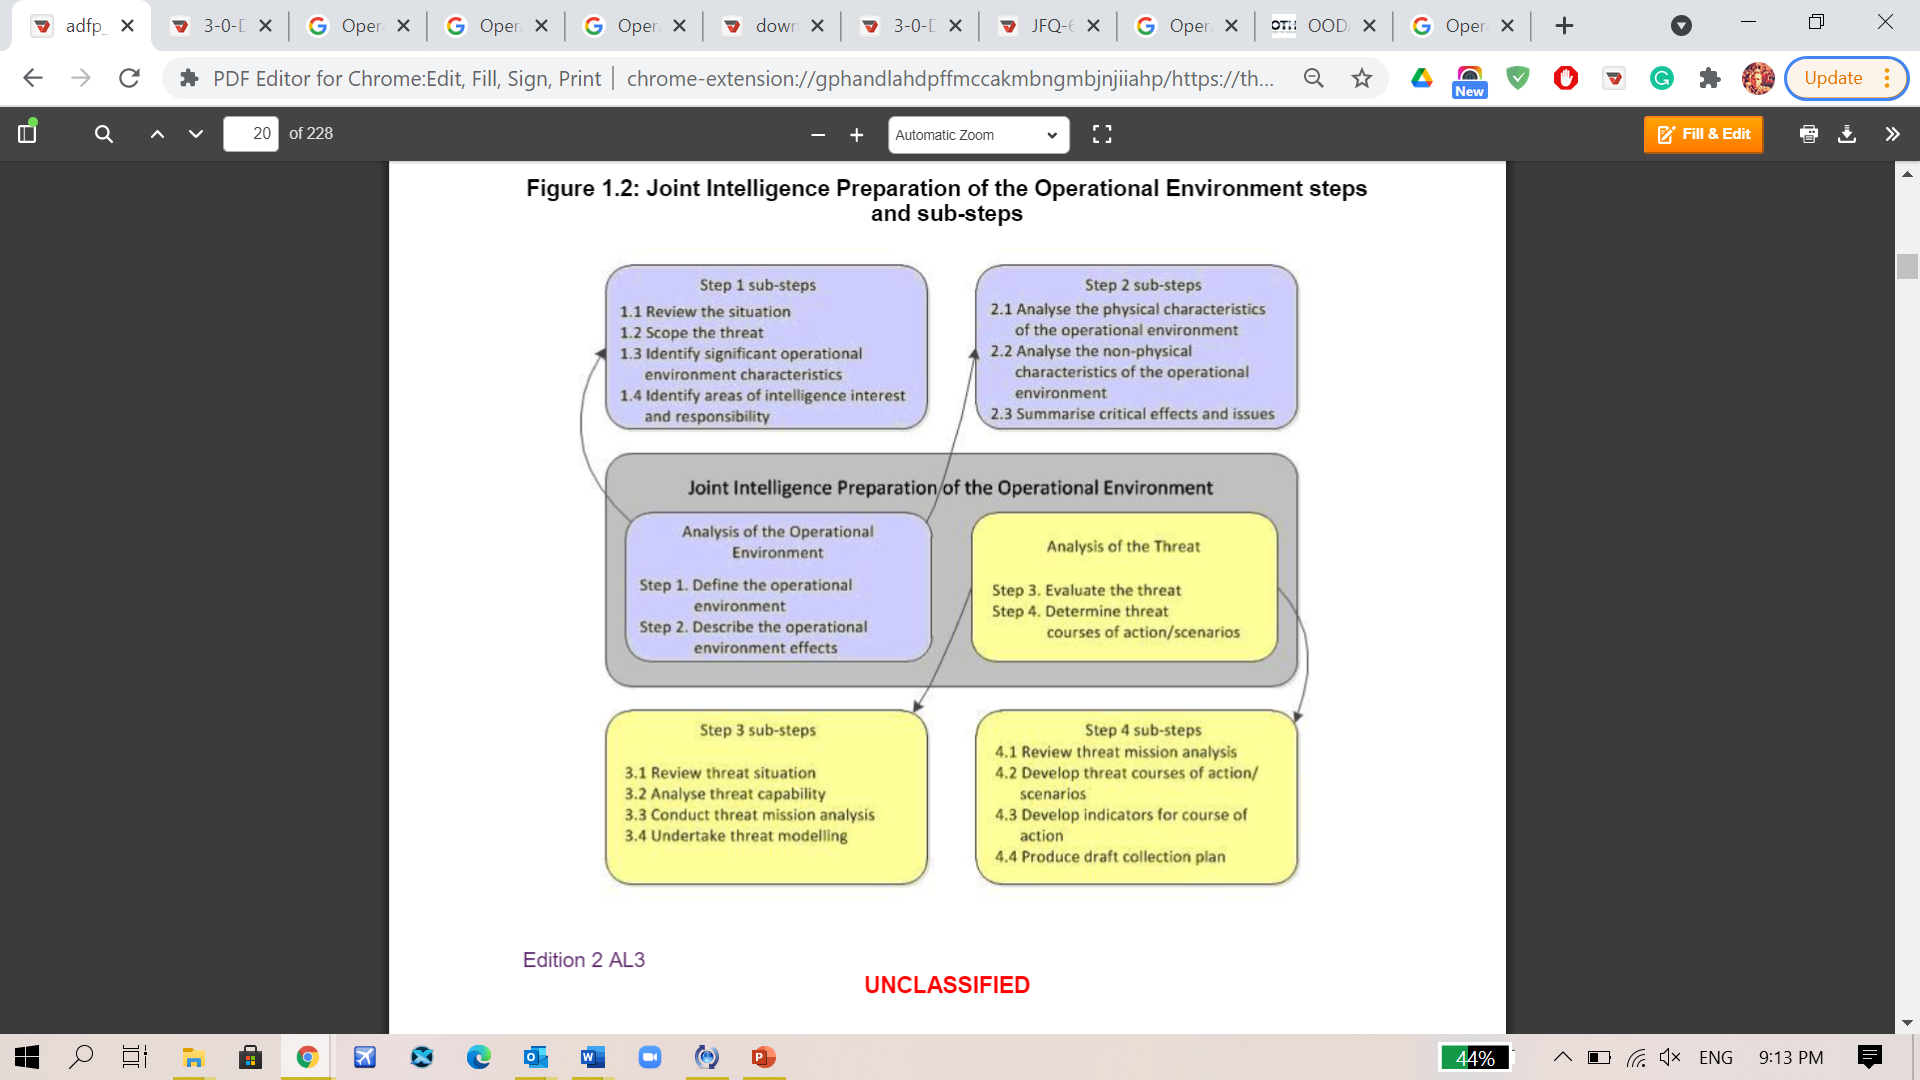 adfp_
3-0-D
Oper
Oper
Oper
down
3-0-D
JFQ-6
Oper
OTH
OOD
Oper
PDF Editor for Chrome:Edit, Fill, Sign, Print
chrome-extension://gphandlahdpffmccakmbngmbjnjiiahp/https://th...
New
Update
20 of 228
Automatic Zoom
Fill & Edit
Figure 1.2: Joint Intelligence Preparation of the Operational Environment steps
and sub-steps
Step 1 sub-steps
1.1 Review the situation
1.2 Scope the threat
1.3 Identify significant operational
environment characteristics
1.4 Identify areas of intelligence interest
and responsibility
Step 2 sub-steps
2.1 Analyse the physical characteristics
of the operational environment
2.2 Analyse the non-physical
characteristics of the operational
environment
2.3 Summarise critical effects and issues
Joint Intelligence Preparation of the Operational Environment
Analysis of the Operational
Environment
Step 1. Define the operational
environment
Step 2. Describe the operational
environment effects
Analysis of the Threat
Step 3. Evaluate the threat
Step 4. Determine threat
courses of action/scenarios
Step 3 sub-steps
3.1 Review threat situation
3.2 Analyse threat capability
3.3 Conduct threat mission analysis
3.4 Undertake threat modelling
Step 4 sub-steps
4.1 Review threat mission analysis
4.2 Develop threat courses of action/
scenarios
4.3 Develop indicators for course of
action
4.4 Produce draft collection plan
Edition 2 AL3
UNCLASSIFIED
44%
ENG
9:13 PM